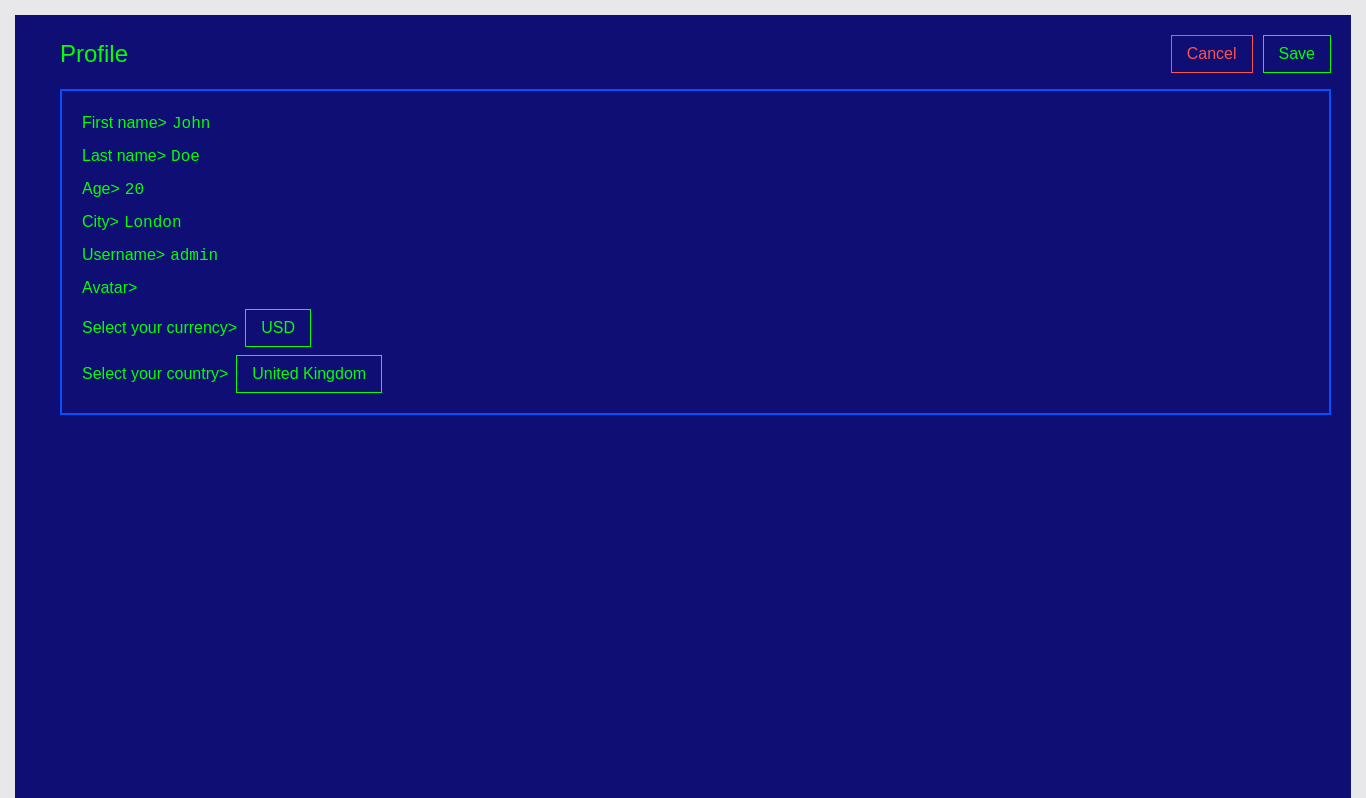 Profile
Cancel Save
First name> John
Last name> Doe
Age> 20
City> London
Username> admin
Avatar>
Select your currency> USD
Select your country> United Kingdom